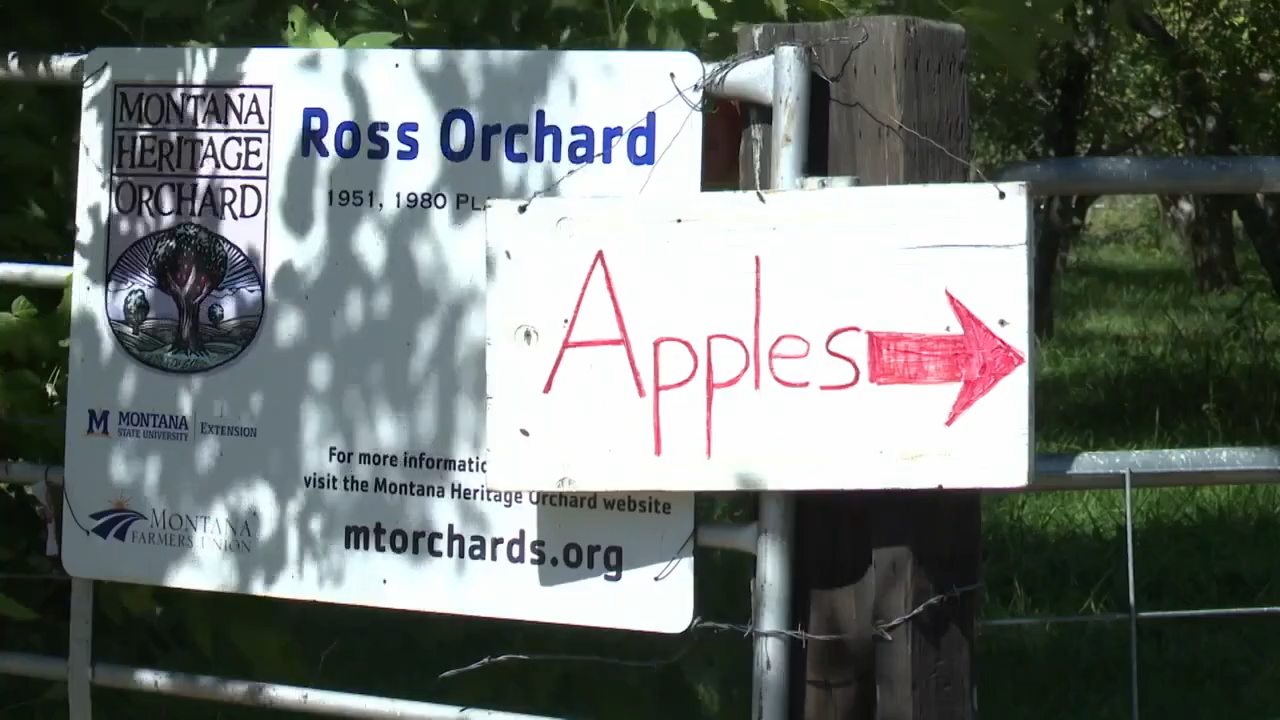 MONTANA
HERITAGE
ORCHARD
Ross Orchard
1951, 1980
Apples
MONTANA
STATE UNIVERSITY
EXTENSION
For more
visit the Montana Heritage Orchard website
mtorchards.org
MONTANA
FARMERS UNION